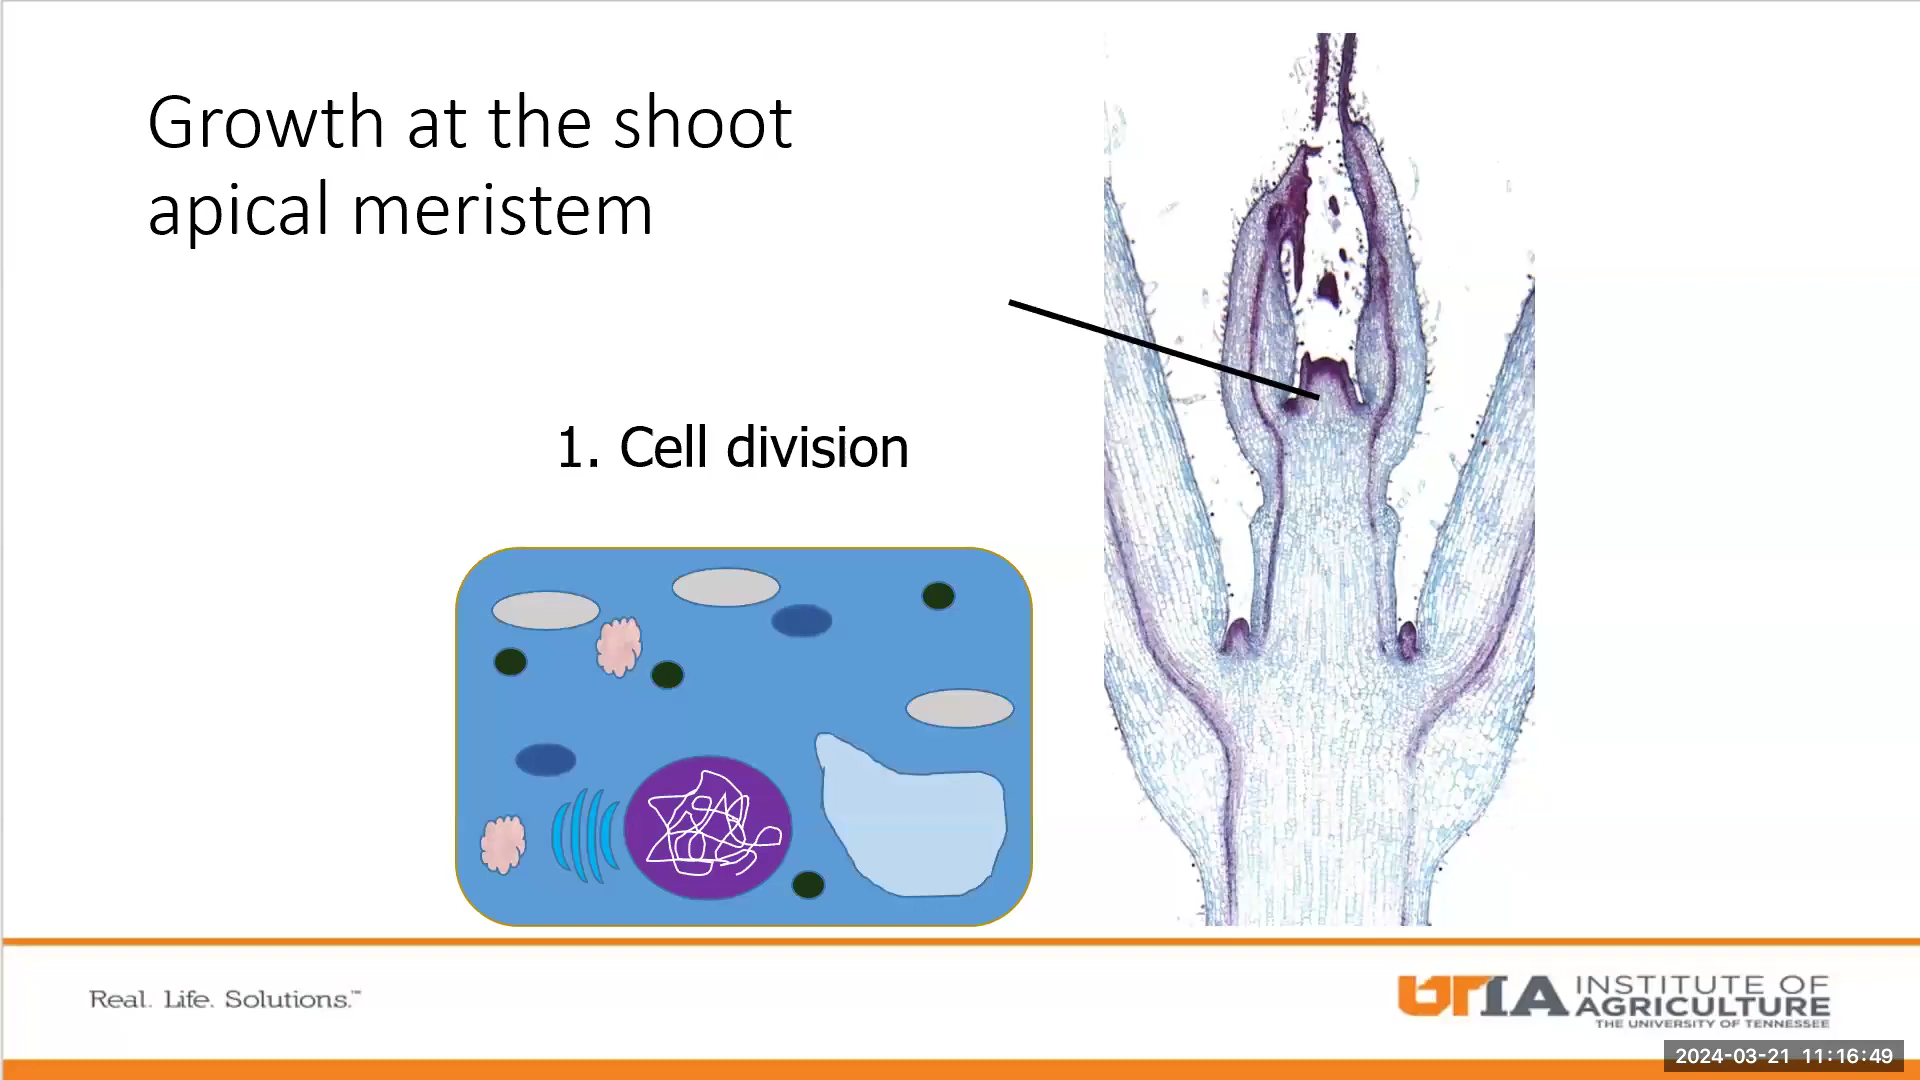 Growth at the shoot
apical meristem
1. Cell division
Real. Life. Solutions.™
UTIA INSTITUTE OF
AGRICULTURE
THE UNIVERSITY OF TENNESSEE
2024-03-21 11:16:49